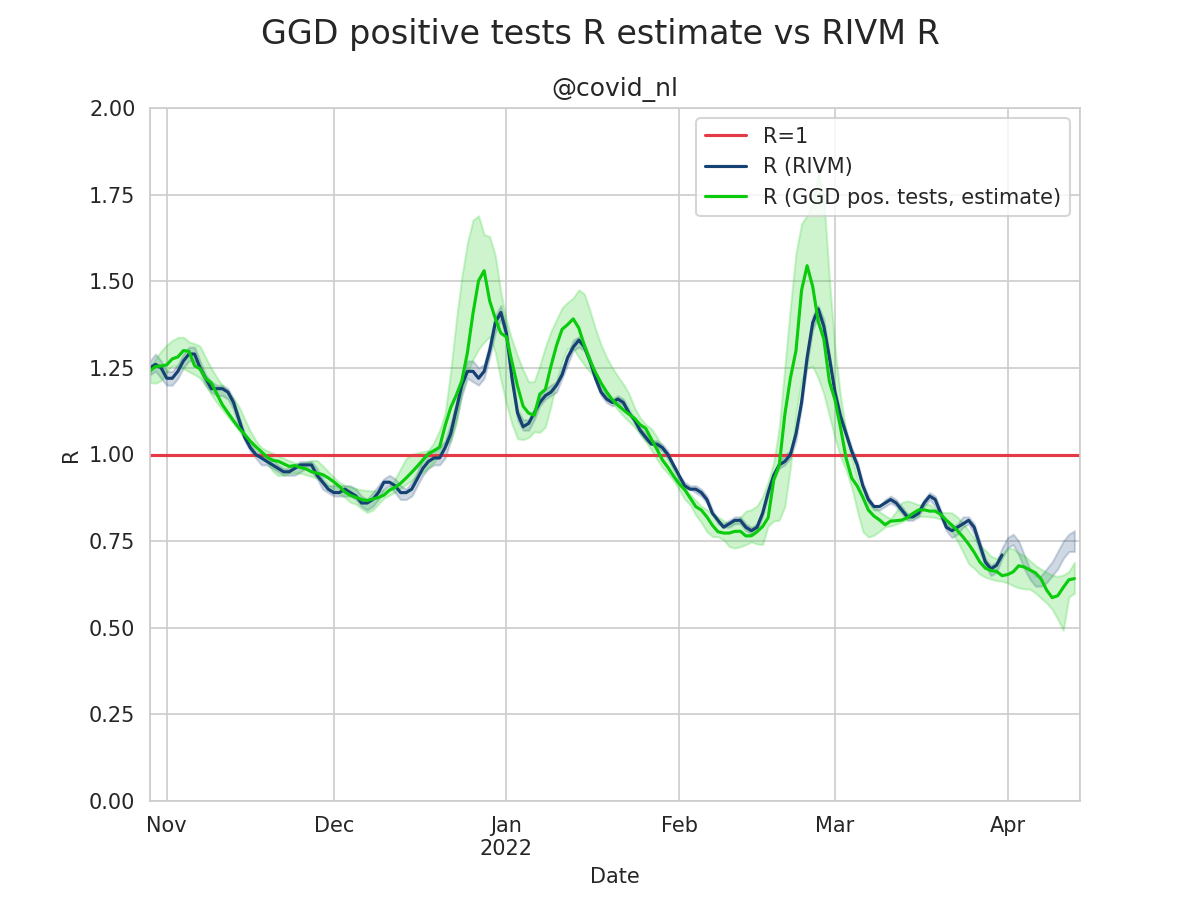 GGD positive tests R estimate vs RIVM R
@covid_nl
R=1
R (RIVM)
R (GGD pos. tests, estimate)
2.00
1.75
1.50
1.25
1.00
0.75
0.50
0.25
0.00
R
Nov Dec Jan Feb Mar Apr
2022
Date